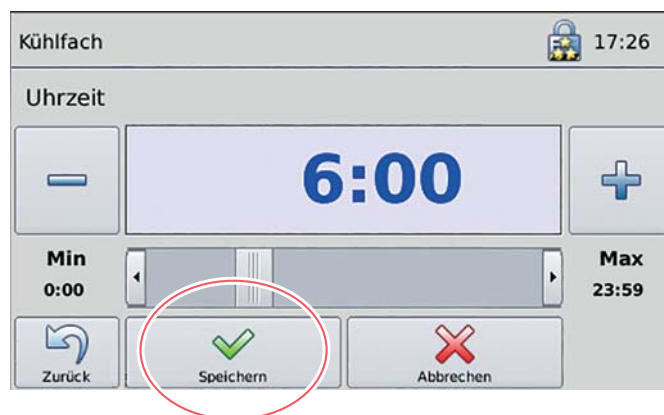 Kühlfach 17:26
Uhrzeit
6:00
Min
0:00
Max
23:59
Zurück
Speichern
Abbrechen